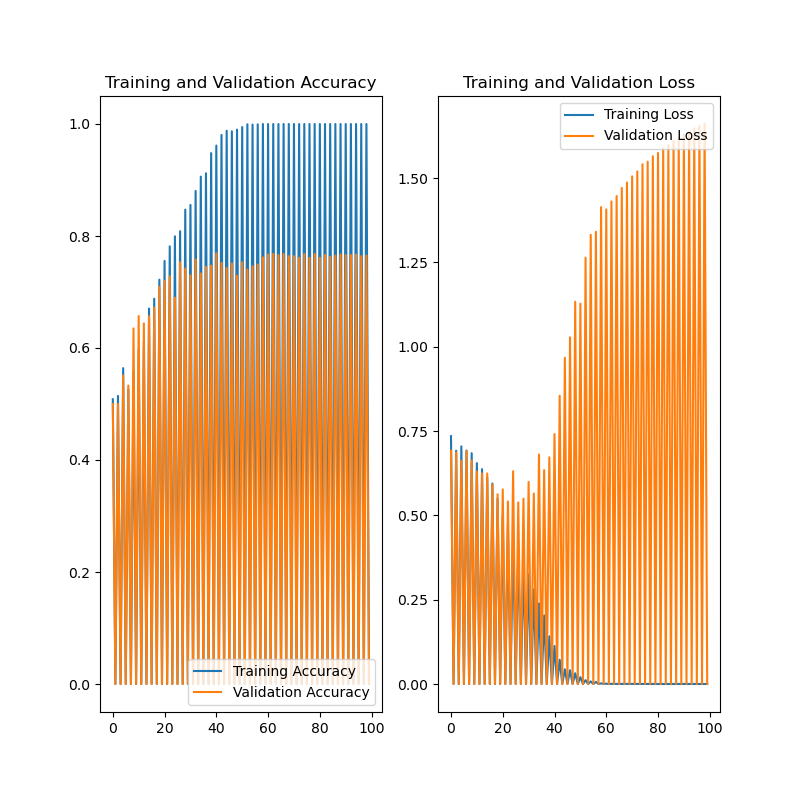 Training and Validation Accuracy
1.0
0.8
0.6
0.4
0.2
0.0
0 20 40 60 80 100
Training Accuracy
Validation Accuracy
Training and Validation Loss
Training Loss
Validation Loss
1.50
1.25
1.00
0.75
0.50
0.25
0.00
0 20 40 60 80 100